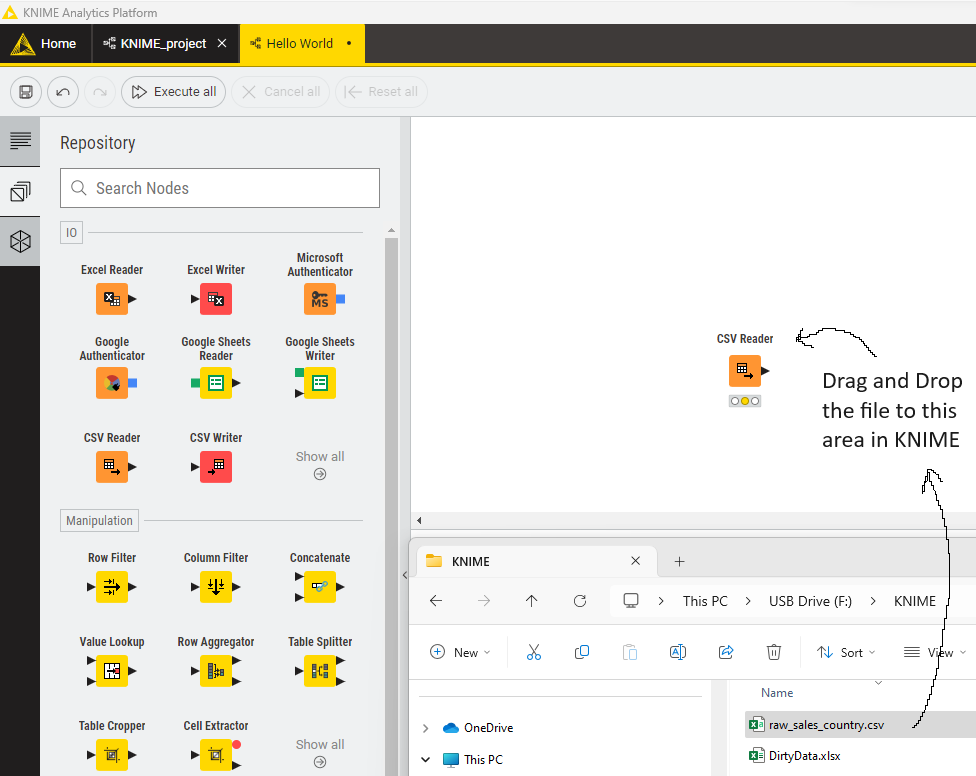 KNIME Analytics Platform
Home
KNIME_project
Hello World
Execute all
Cancel all
Reset all
Repository
Search Nodes
IO
Excel Reader
Excel Writer
Microsoft
Authenticator
MS
Google
Authenticator
Google Sheets
Reader
Google Sheets
Writer
CSV Reader
CSV Writer
Show all
Manipulation
Row Filter
Column Filter
Concatenate
Value Lookup
Row Aggregator
Table Splitter
Table Cropper
Cell Extractor
Show all
CSV Reader
Drag and Drop
the file to this
area in KNIME
KNIME
This PC
USB Drive (F:)
KNIME
New
Sort
View
Name
OneDrive
This PC
raw_sales_country.csv
DirtyData.xlsx